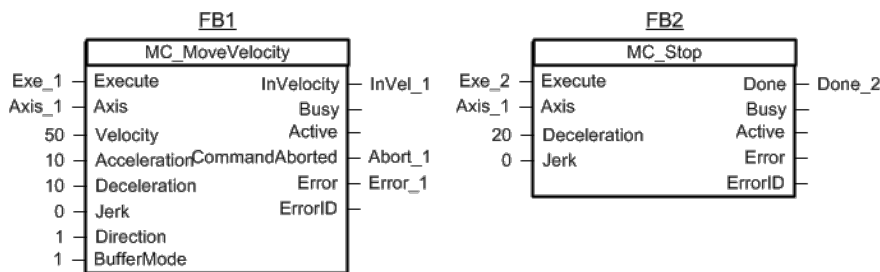 FB1
MC_MoveVelocity
Exe_1 Execute InVelocity InVel_1
Axis_1 Axis Busy
50 Velocity Active
10 Acceleration CommandAborted Abort_1
10 Deceleration Error Error_1
0 Jerk ErrorID
1 Direction
1 BufferMode
FB2
MC_Stop
Exe_2 Execute Done Done_2
Axis_1 Axis Busy
20 Deceleration Active
0 Jerk Error
ErrorID